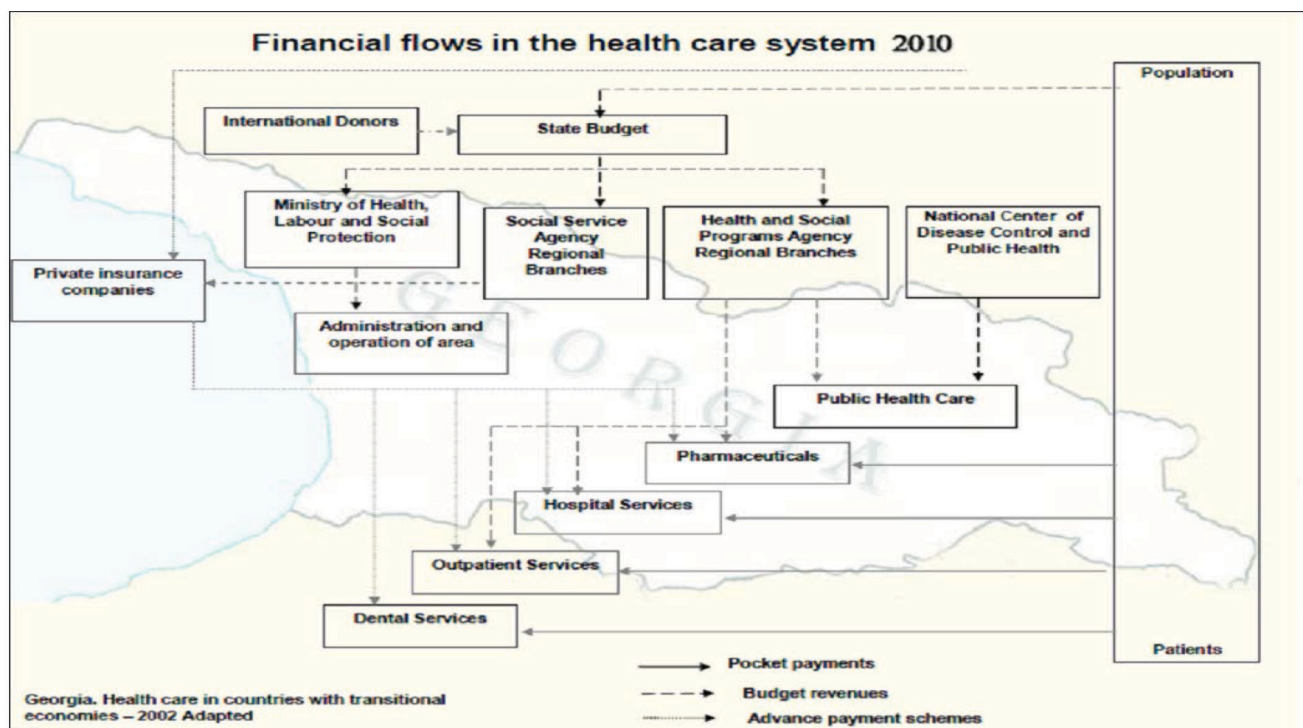 Financial flows in the health care system 2010
Population
International Donors
State Budget
Ministry of Health,
Labour and Social
Protection
Social Service
Agency
Regional
Branches
Health and Social
Programs Agency
Regional Branches
National Center of
Disease Control and
Public Health
Private insurance
companies
Administration and
operation of area
GEORGIA
Public Health Care
Pharmaceuticals
Hospital Services
Outpatient Services
Dental Services
Patients
Pocket payments
Budget revenues
Advance payment schemes
Georgia. Health care in countries with transitional
economies – 2002 Adapted